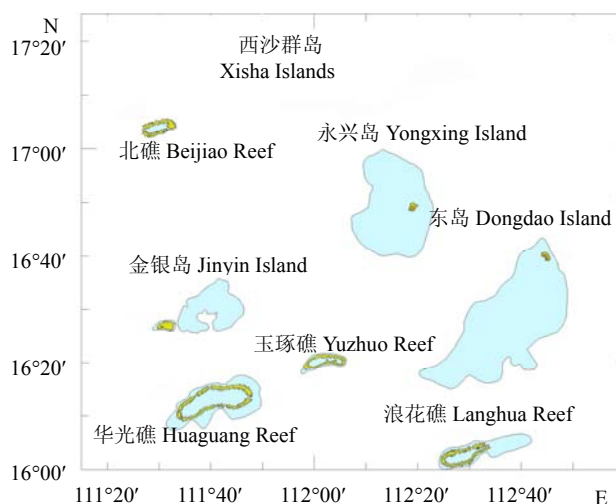 N
17°20′
西沙群岛
Xisha Islands
永兴岛 Yongxing Island
17°00′
北礁 Beijiao Reef
东岛 Dongdao Island
16°40′
金银岛 Jinyin Island
玉琢礁 Yuzhuo Reef
16°20′
浪花礁 Langhua Reef
华光礁 Huaguang Reef
16°00′
111°20′ 111°40′ 112°00′ 112°20′ 112°40′ E